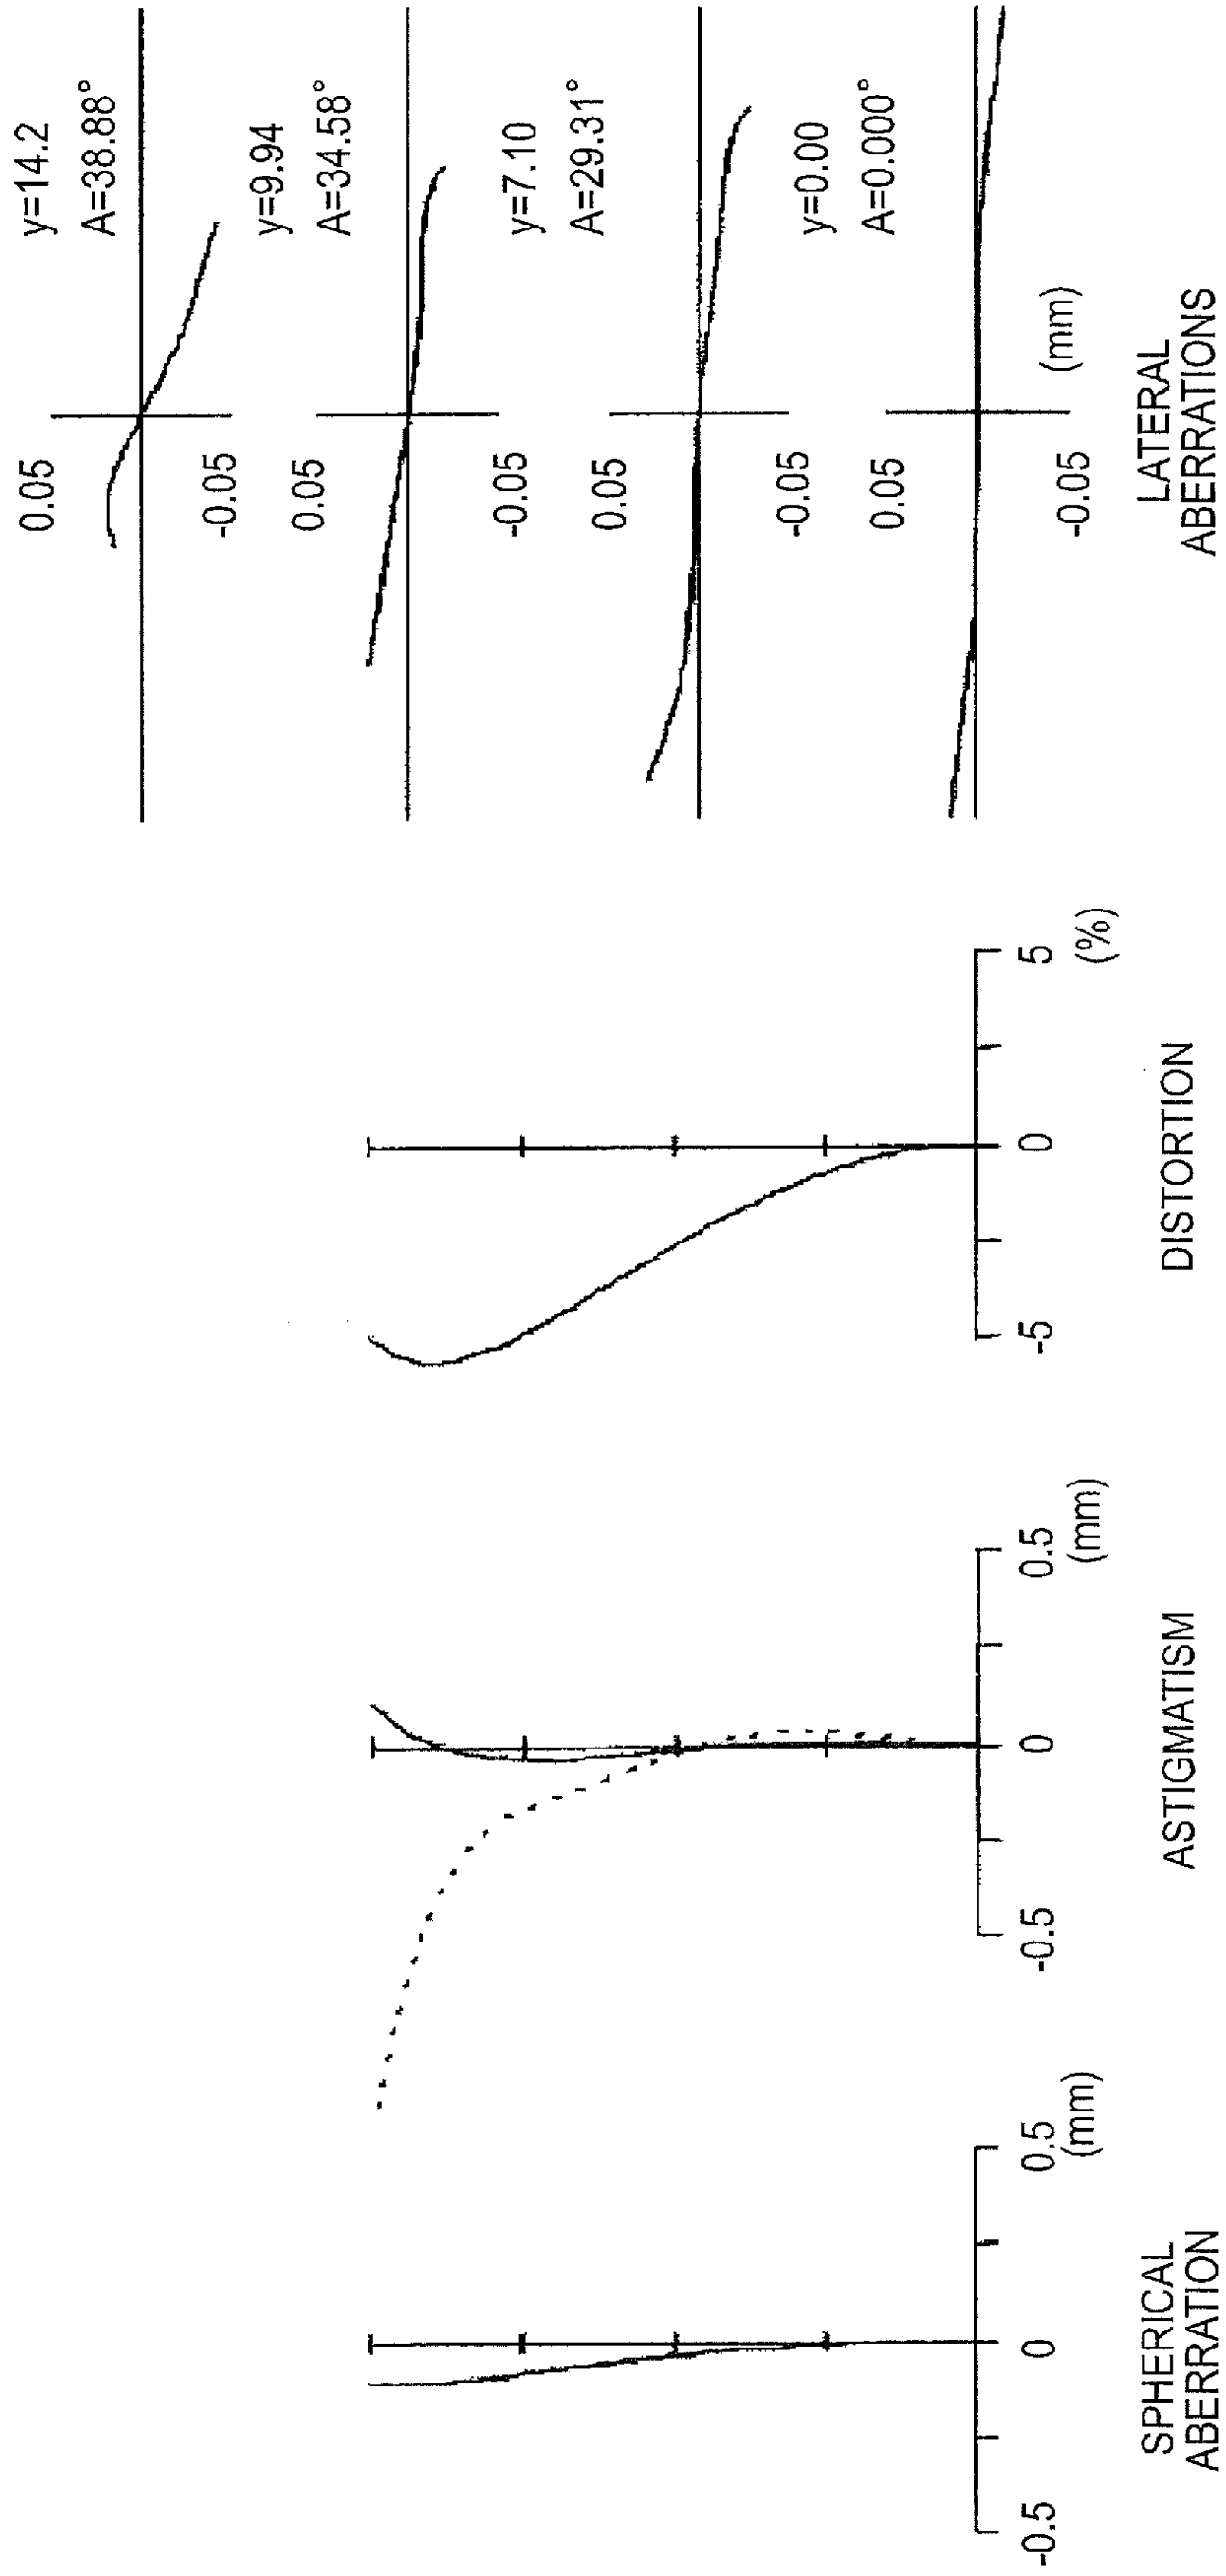 -0.5
0
0.5
(mm)
SPHERICAL
ABERRATION
-0.5
0
0.5
(mm)
ASTIGMATISM
-5
0
5
(%)
DISTORTION
0.05
y=14.2
A=38.88°
-0.05
0.05
y=9.94
A=34.58°
-0.05
0.05
y=7.10
A=29.31°
-0.05
0.05
y=0.00
A=0.000°
-0.05
(mm)
LATERAL
ABERRATIONS